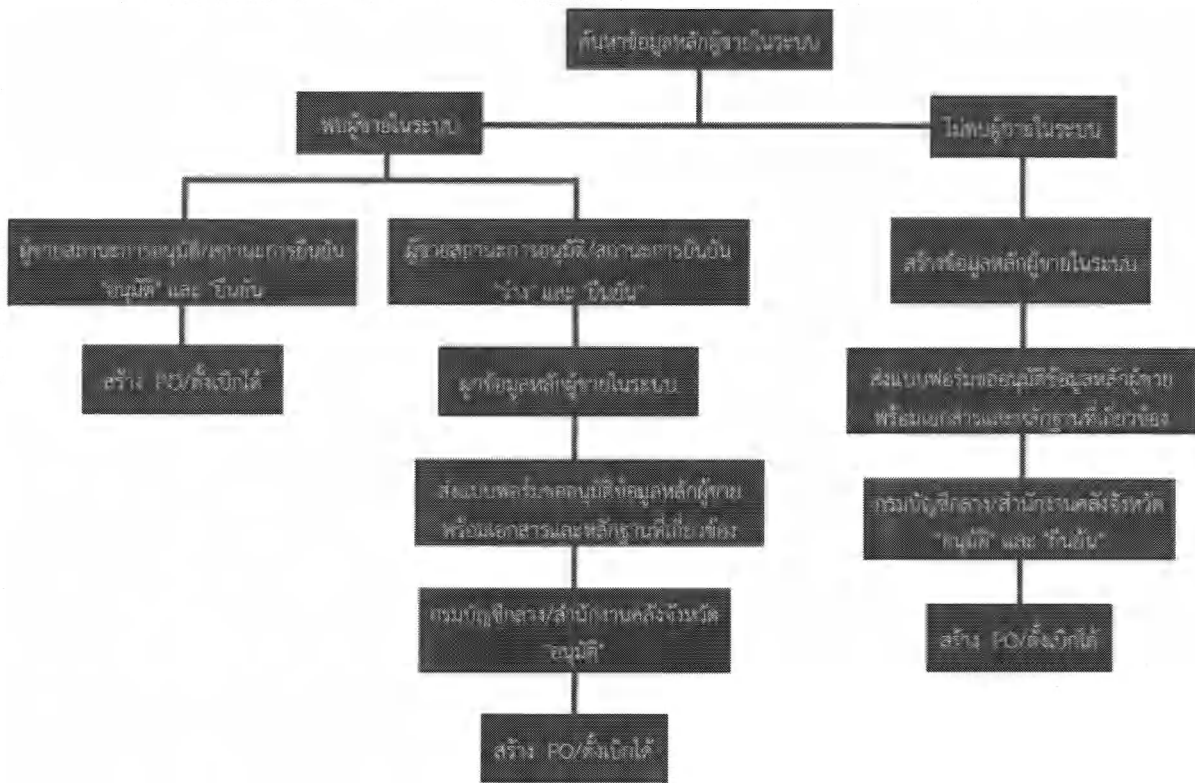 ค้นหาข้อมูลหลักผู้ขายในระบบ
พบผู้ขายในระบบ
ไม่พบผู้ขายในระบบ
ผู้ขายสถานะการอนุมัติ/สถานะการยืนยัน
"อนุมัติ" และ "ยืนยัน
ผู้ขายสถานะการอนุมัติ/สถานะการยืนยัน
"ร่าง" และ "ยืนยัน"
สร้างข้อมูลหลักผู้ขายในระบบ
สร้าง PO/ตั้งเบิกได้
ผูกข้อมูลหลักผู้ขายในระบบ
ส่งแบบฟอร์มขออนุมัติข้อมูลหลักผู้ขาย
พร้อมเอกสารและหลักฐานที่เกี่ยวข้อง
ส่งแบบฟอร์มขออนุมัติข้อมูลหลักผู้ขาย
พร้อมเอกสารและหลักฐานที่เกี่ยวข้อง
กรมบัญชีกลาง/สำนักงานคลังจังหวัด
"อนุมัติ" และ "ยืนยัน"
กรมบัญชีกลาง/สำนักงานคลังจังหวัด
"อนุมัติ"
สร้าง PO/ตั้งเบิกได้
สร้าง PO/ตั้งเบิกได้